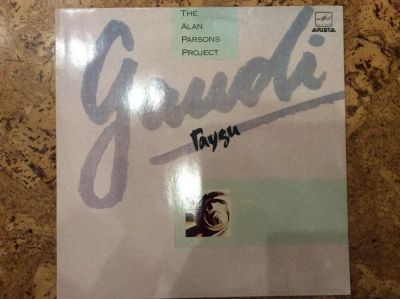 THE
ALAN
PARSONS
PROJECT
ARISTA
gaudi
Гауди